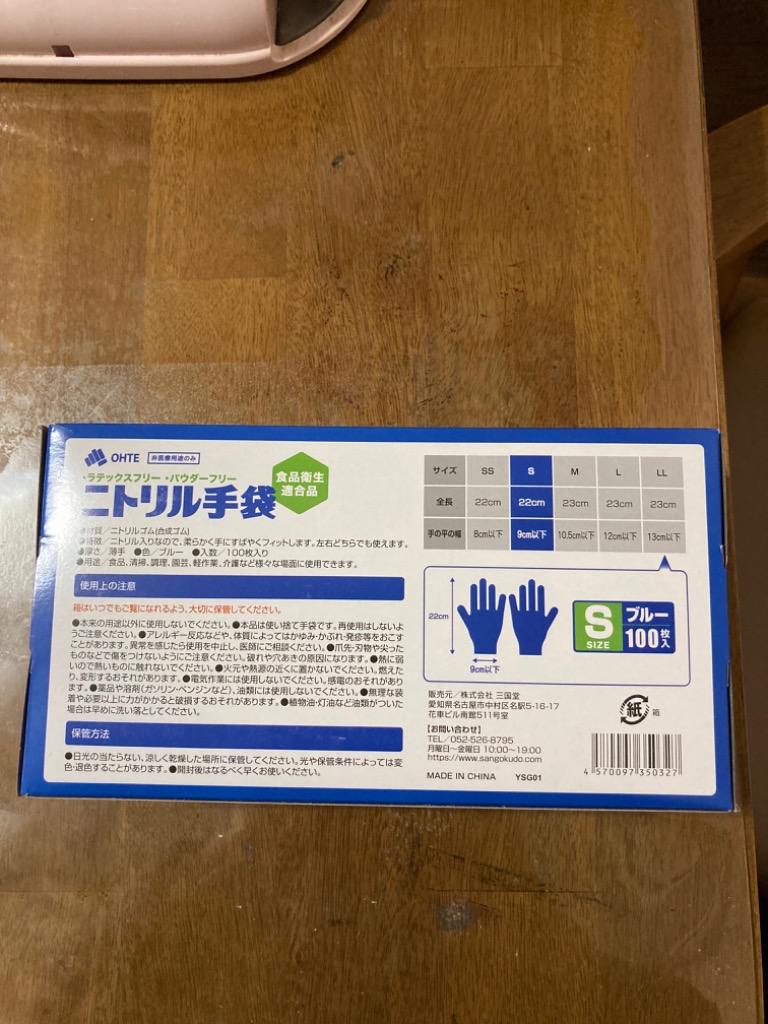 OHTE 非医療用途のみ
・ラテックスフリー ・パウダーフリー
ニトリル手袋
食品衛生
適合品
●材質／ニトリルゴム(合成ゴム)
●特徴／ニトリル入りなので、柔らかく手にすばやくフィットします。左右どちらでも使えます。
●厚さ／薄手 ●色／ブルー ●入数／100枚入り
●用途／食品、清掃、調理、園芸、軽作業、介護など様々な場面に使用できます。
使用上の注意
箱はいつでもご覧になれるよう、大切に保管してください。
●本来の用途以外に使用しないでください。●本品は使い捨て手袋です。再使用はしないよ
うご注意ください。●アレルギー反応などや、体質によってはかゆみ・かぶれ・発疹等をおこす
ことがあります。異常を感じたら使用を中止し、医師にご相談ください。●爪先・刃物や尖った
ものなどで傷をつけないようにご注意ください。破れや穴あきの原因になります。●熱に弱
いので熱いものに触れないでください。●火元や熱源の近くに置かないでください。燃えた
り、変形するおそれがあります。●電気作業には使用しないでください。感電のおそれがありま
す。●薬品や溶剤(ガソリン・ベンジンなど)、油類には使用しないでください。●無理な装
着や必要以上に力がかかると破損するおそれがあります。●植物油・灯油など油類がついた
場合は早めに洗い落としてください。
保管方法
●日光の当たらない、涼しく乾燥した場所に保管してください。光や保管条件によっては変
色・退色することがあります。●開封後はなるべく早くお使いください。
サイズ SS S M L LL
全長 22cm 22cm 23cm 23cm 23cm
手の平の幅 8cm以下 9cm以下 10.5cm以下 12cm以下 13cm以下
22cm
9cm以下
S
SIZE
ブルー
100枚入
販売元／株式会社 三国堂
愛知県名古屋市中村区名駅5-16-17
花車ビル南館511号室
【お問い合わせ】
TEL／052-526-8795
月曜日〜金曜日 10:00〜19:00
https://www.sangokudo.com
MADE IN CHINA YSG01
紙 箱
4 570097 350327